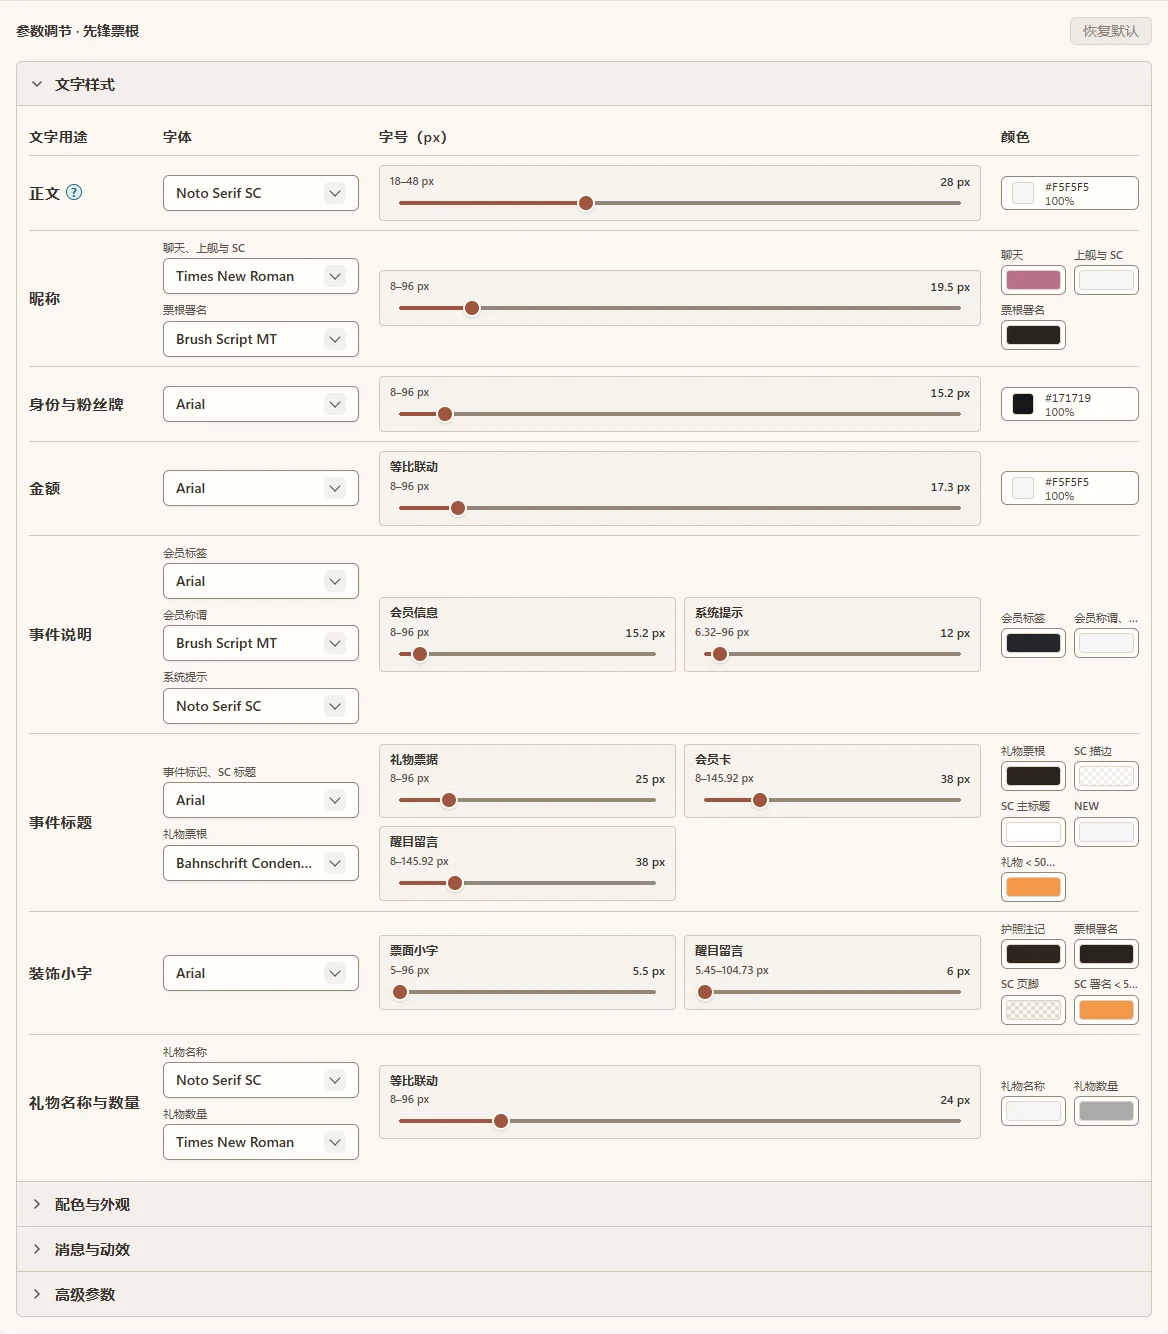 参数调节 · 先锋票根
恢复默认
文字样式
文字用途
字体
字号（px）
颜色
正文 ?
Noto Serif SC
18–48 px
28 px
#F5F5F5
100%
昵称
聊天、上舰与 SC
Times New Roman
票根署名
Brush Script MT
8–96 px
19.5 px
聊天
上舰与 SC
票根署名
身份与粉丝牌
Arial
8–96 px
15.2 px
#171719
100%
金额
Arial
等比联动
8–96 px
17.3 px
#F5F5F5
100%
事件说明
会员标签
Arial
会员称谓
Brush Script MT
系统提示
Noto Serif SC
会员信息
8–96 px
15.2 px
系统提示
6.32–96 px
12 px
会员标签
会员称谓、...
事件标题
事件标识、SC 标题
Arial
礼物票根
Bahnschrift Conden...
礼物票据
8–96 px
25 px
会员卡
8–145.92 px
38 px
醒目留言
8–145.92 px
38 px
礼物票根
SC 描边
SC 主标题
NEW
礼物 < 50...
装饰小字
Arial
票面小字
5–96 px
5.5 px
醒目留言
5.45–104.73 px
6 px
护照注记
票根署名
SC 页脚
SC 署名 < 5...
礼物名称与数量
礼物名称
Noto Serif SC
礼物数量
Times New Roman
等比联动
8–96 px
24 px
礼物名称
礼物数量
配色与外观
消息与动效
高级参数